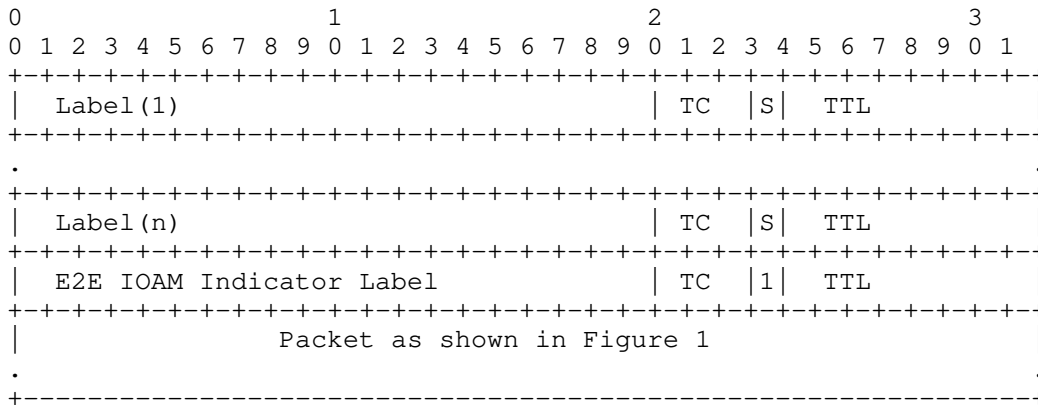 0                   1                   2                   3
0 1 2 3 4 5 6 7 8 9 0 1 2 3 4 5 6 7 8 9 0 1 2 3 4 5 6 7 8 9 0 1
+-+-+-+-+-+-+-+-+-+-+-+-+-+-+-+-+-+-+-+-+-+-+-+-+-+-+-+-+-+-+-+--
|  Label(1)                             | TC  |S|  TTL
+-+-+-+-+-+-+-+-+-+-+-+-+-+-+-+-+-+-+-+-+-+-+-+-+-+-+-+-+-+-+-+--
.                                                               .
+-+-+-+-+-+-+-+-+-+-+-+-+-+-+-+-+-+-+-+-+-+-+-+-+-+-+-+-+-+-+-+--
|  Label(n)                             | TC  |S|  TTL
+-+-+-+-+-+-+-+-+-+-+-+-+-+-+-+-+-+-+-+-+-+-+-+-+-+-+-+-+-+-+-+--
|  E2E IOAM Indicator Label             | TC  |1|  TTL
+-+-+-+-+-+-+-+-+-+-+-+-+-+-+-+-+-+-+-+-+-+-+-+-+-+-+-+-+-+-+-+--
|                Packet as shown in Figure 1
.                                                               .
+----------------------------------------------------------------